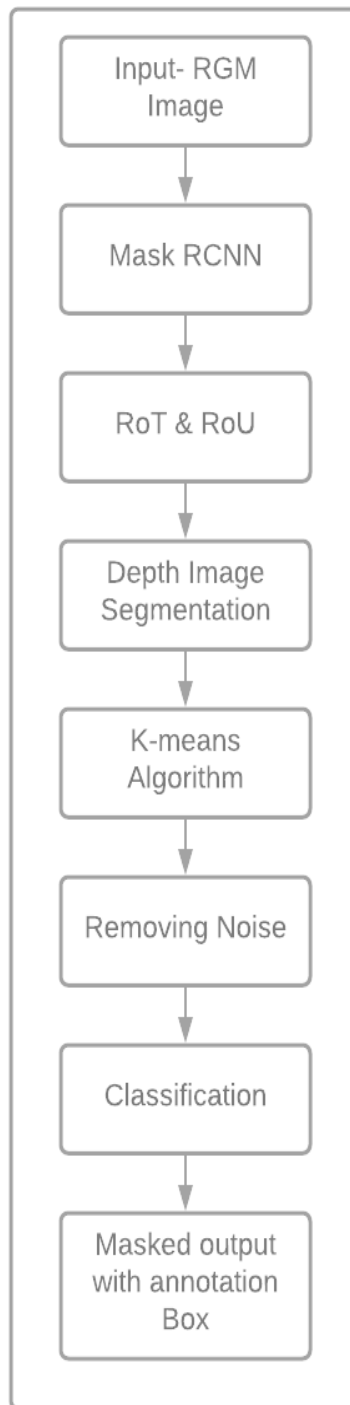 Input- RGM
Image
Mask RCNN
RoT & RoU
Depth Image
Segmentation
K-means
Algorithm
Removing Noise
Classification
Masked output
with annotation
Box